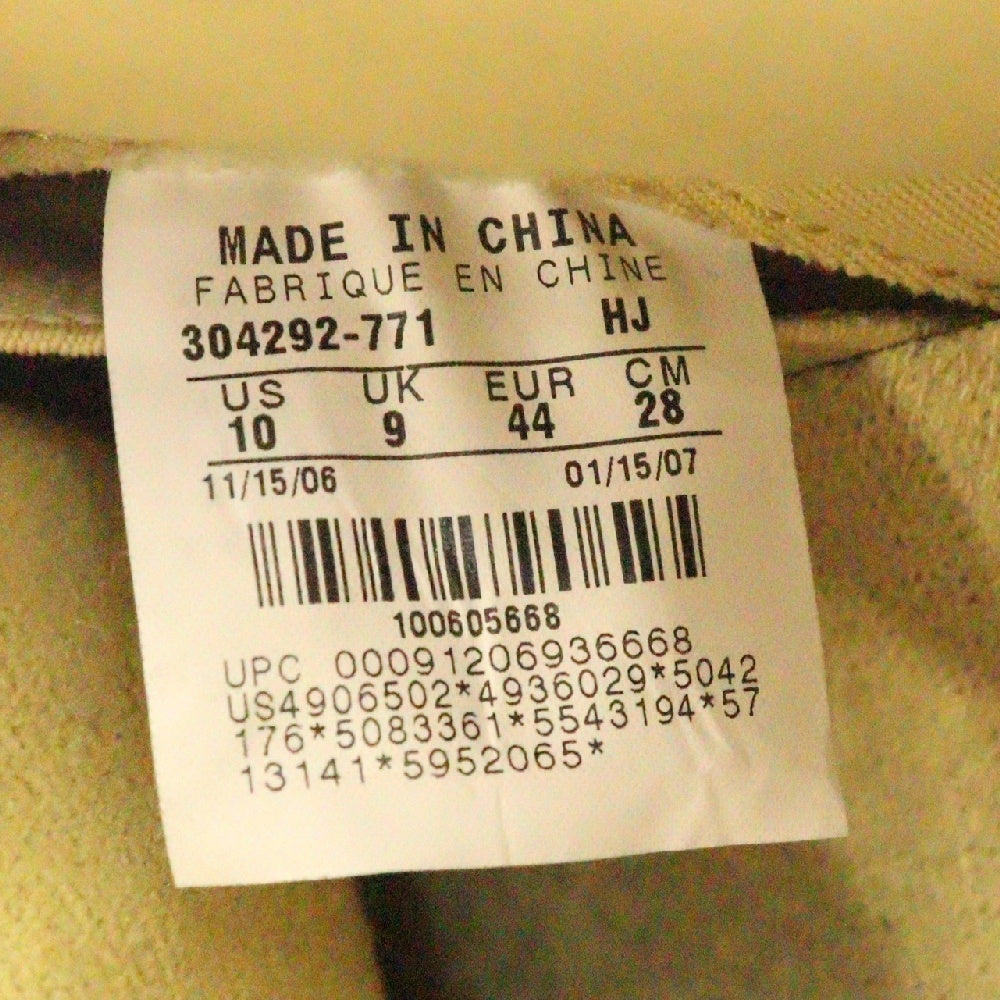 MADE IN CHINA
FABRIQUE EN CHINE
304292-771 HJ
US UK EUR CM
10 9 44 28
11/15/06 01/15/07
100605668
UPC 00091206936668
US4906502*4936029*5042
176*5083361*5543194*57
13141*5952065*